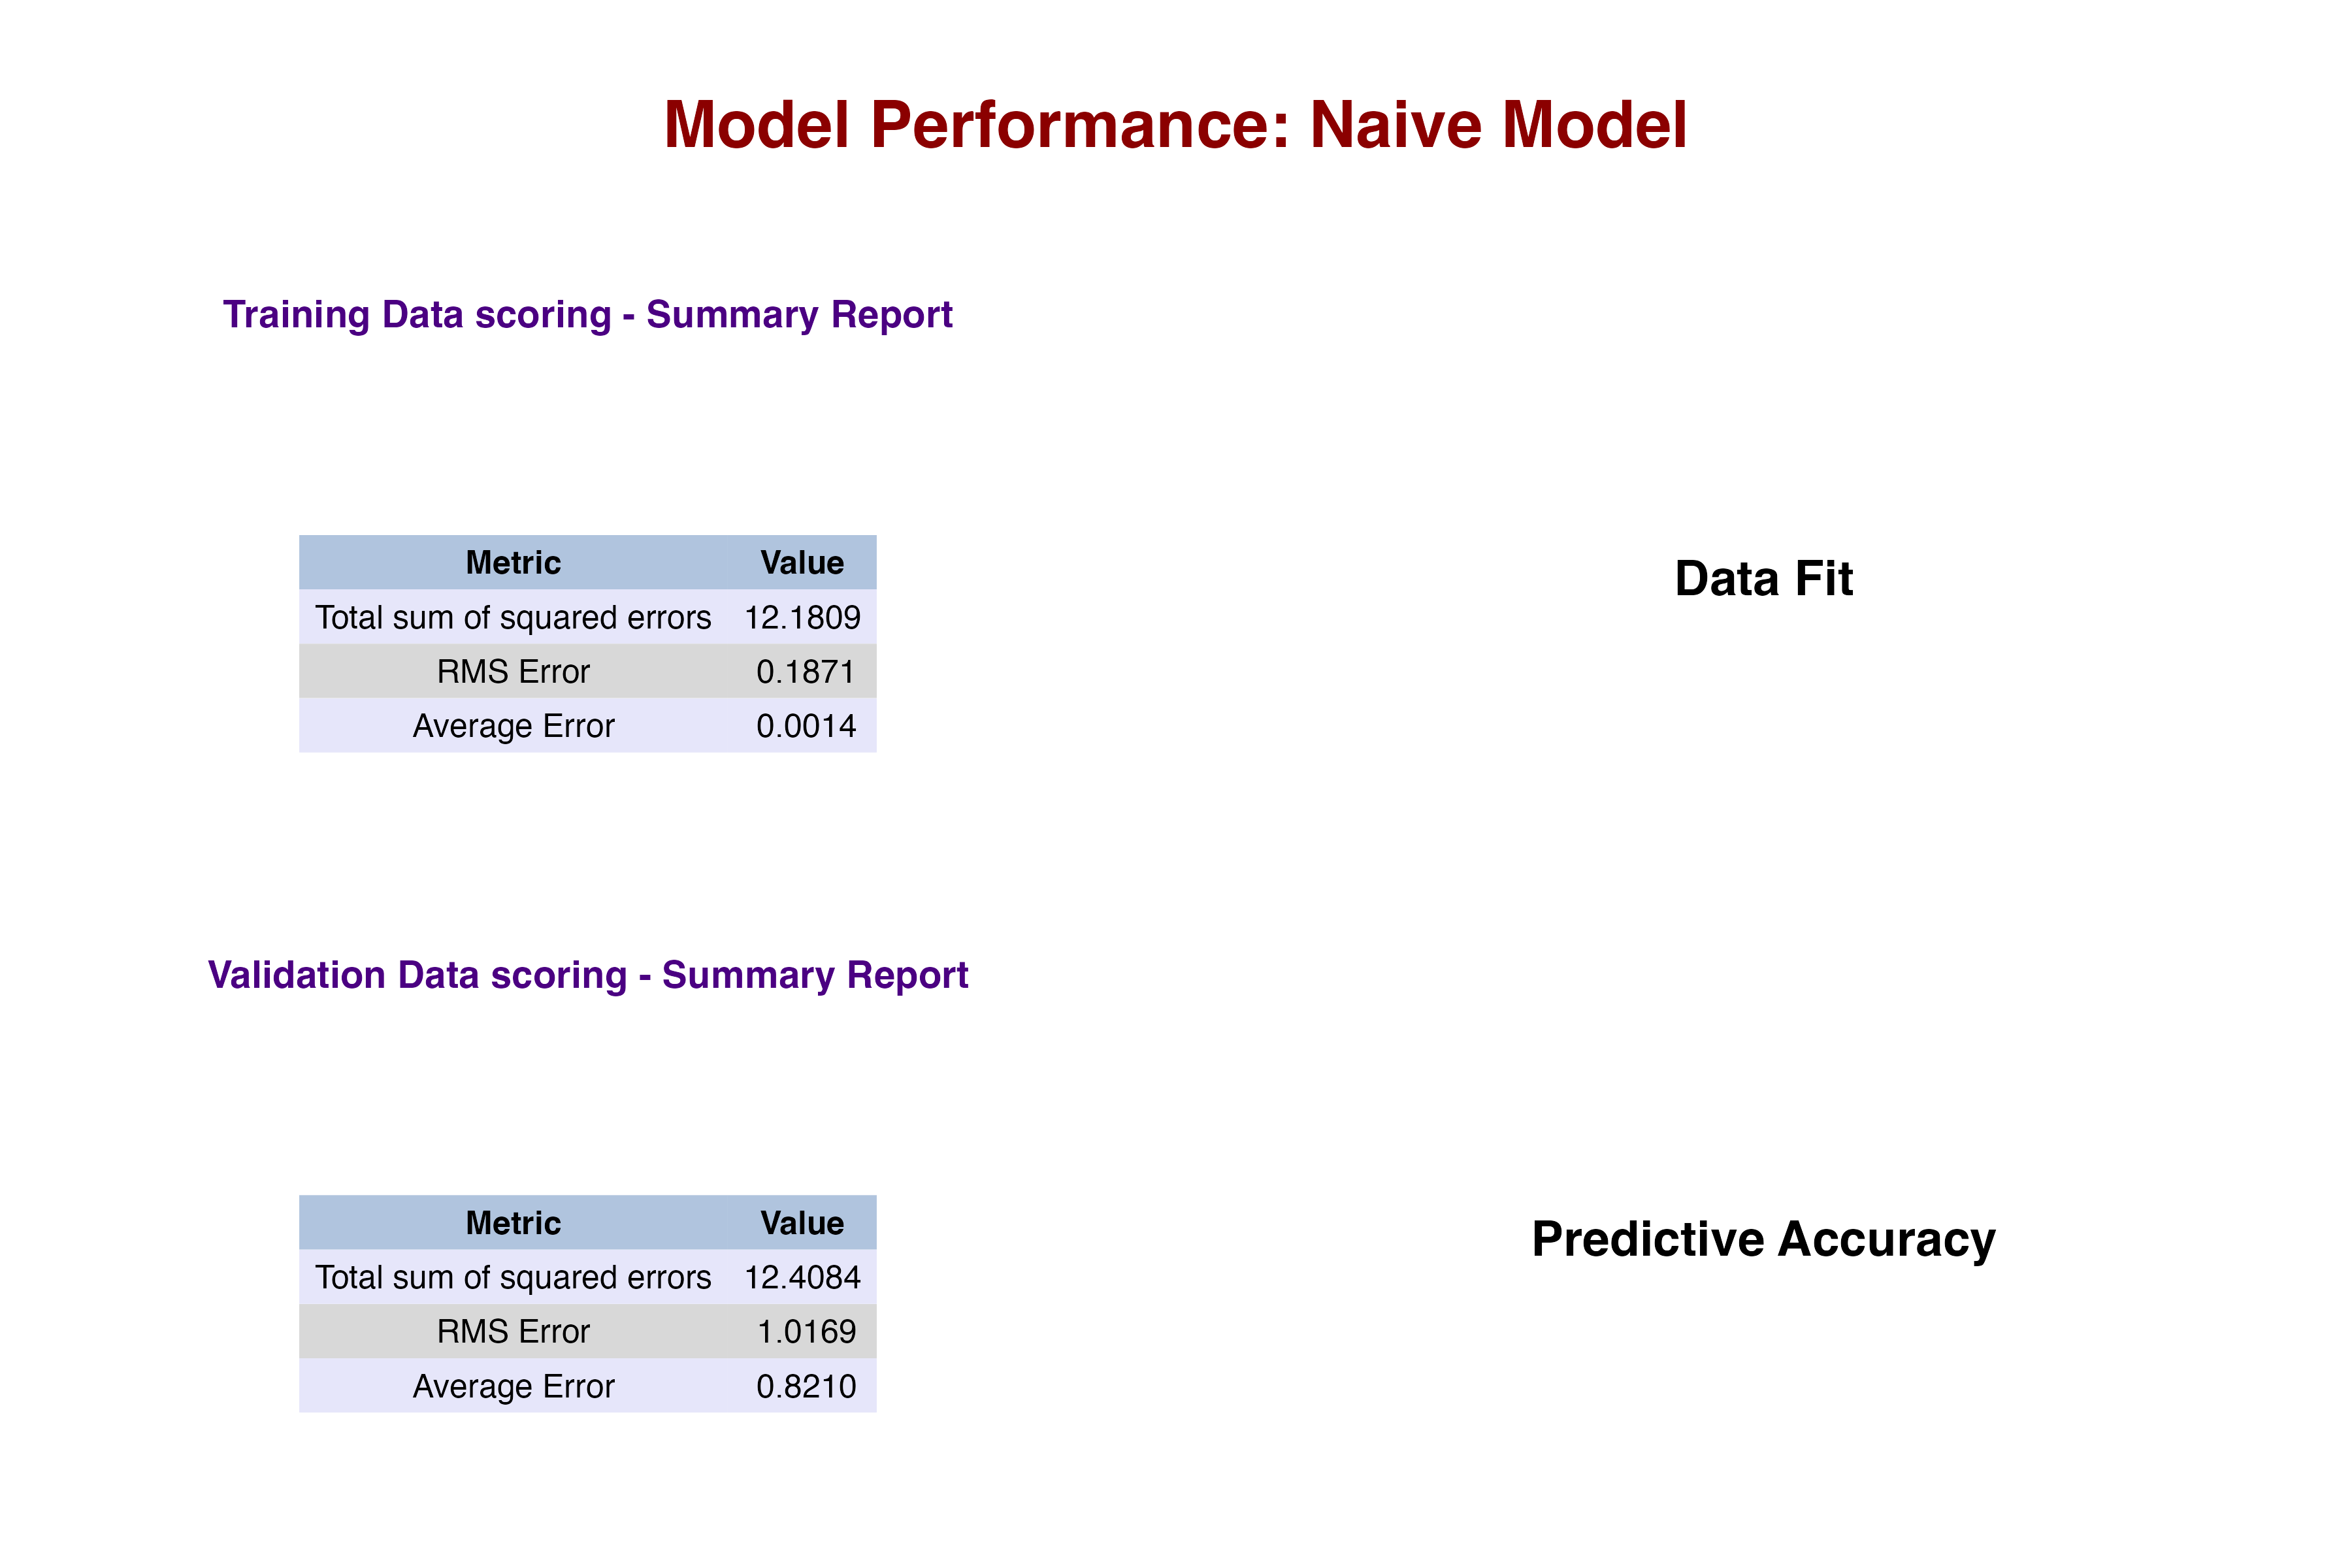 Model Performance: Naive Model
Training Data scoring - Summary Report
Metric Value
Total sum of squared errors 12.1809
RMS Error 0.1871
Average Error 0.0014
Data Fit
Validation Data scoring - Summary Report
Metric Value
Total sum of squared errors 12.4084
RMS Error 1.0169
Average Error 0.8210
Predictive Accuracy